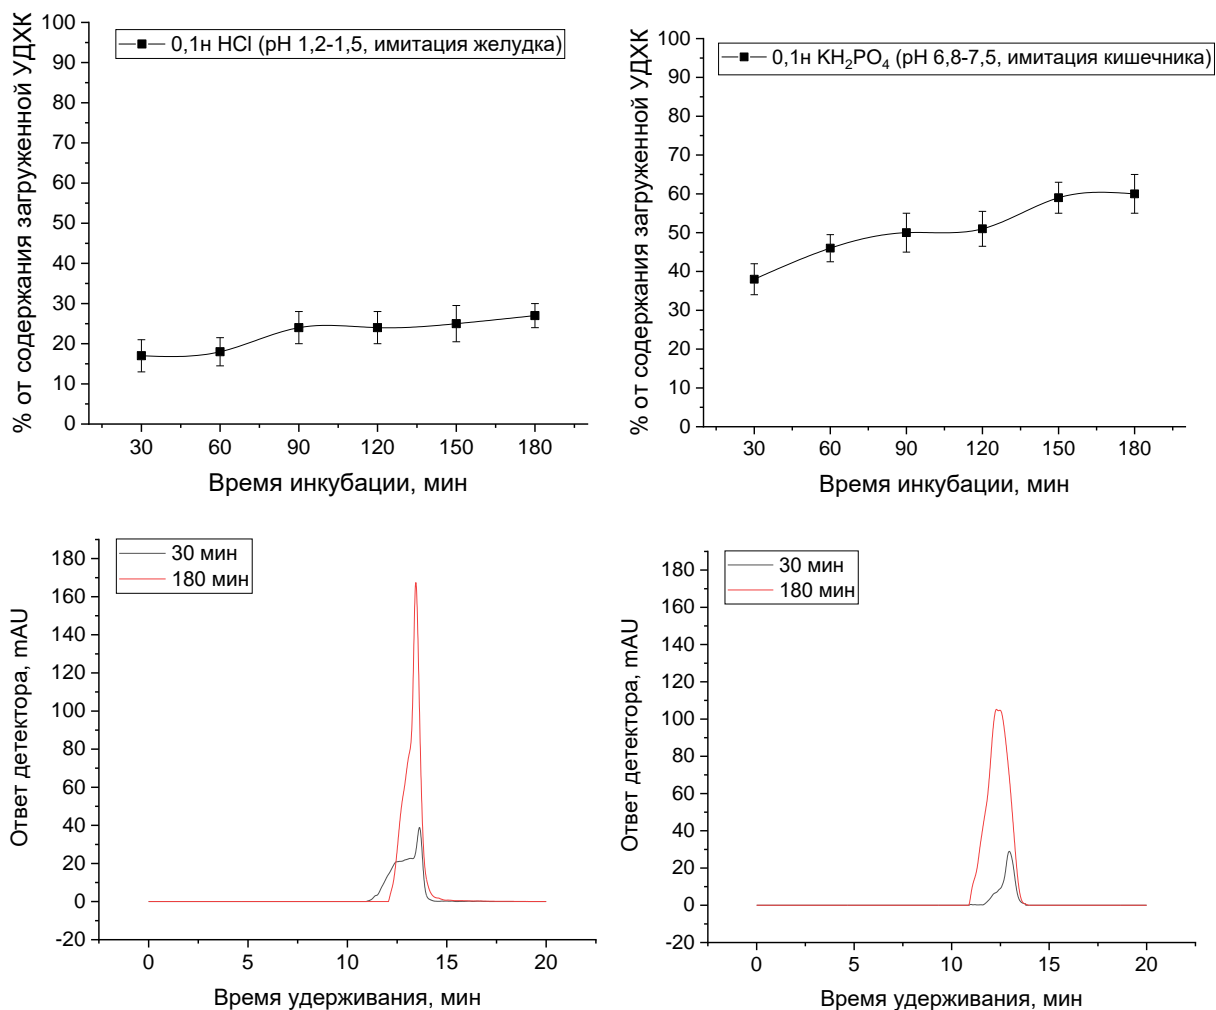 0,1н HCl (pH 1,2-1,5, имитация желудка)
% от содержания загруженной УДХК
100
90
80
70
60
50
40
30
20
10
0
30 60 90 120 150 180
Время инкубации, мин
0,1н KH₂PO₄ (pH 6,8-7,5, имитация кишечника)
% от содержания загруженной УДХК
100
90
80
70
60
50
40
30
20
10
0
30 60 90 120 150 180
Время инкубации, мин
30 мин
180 мин
Ответ детектора, mAU
180
160
140
120
100
80
60
40
20
0
-20
0 5 10 15 20
Время удерживания, мин
30 мин
180 мин
Ответ детектора, mAU
180
160
140
120
100
80
60
40
20
0
-20
0 5 10 15 20
Время удерживания, мин